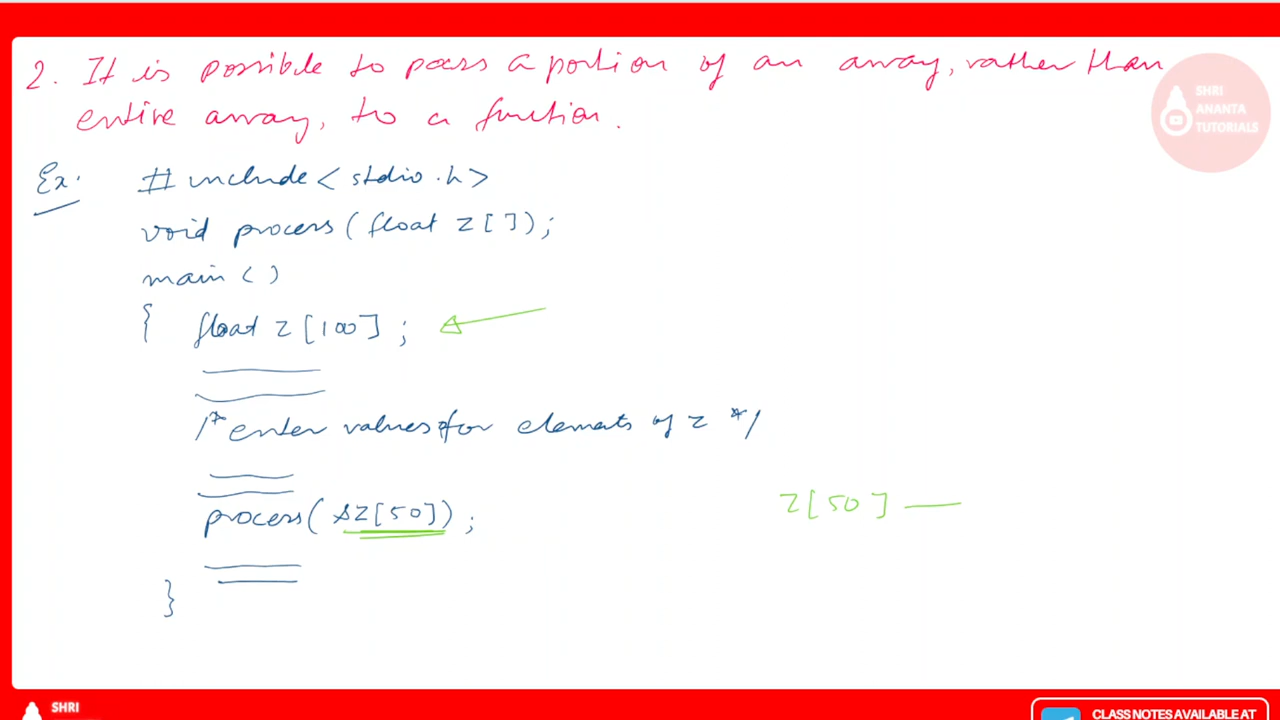 2. It is possible to pass a portion of an array, rather than
entire array, to a function.
SHRI
ANANTA
TUTORIALS
Ex:
#include<stdio.h>
void process(float z[]);
main()
{ float z[100];
/* enter values for elements of z */
process(&z[50]);
z[50] —
}
SHRI
CLASS NOTES AVAILABLE AT